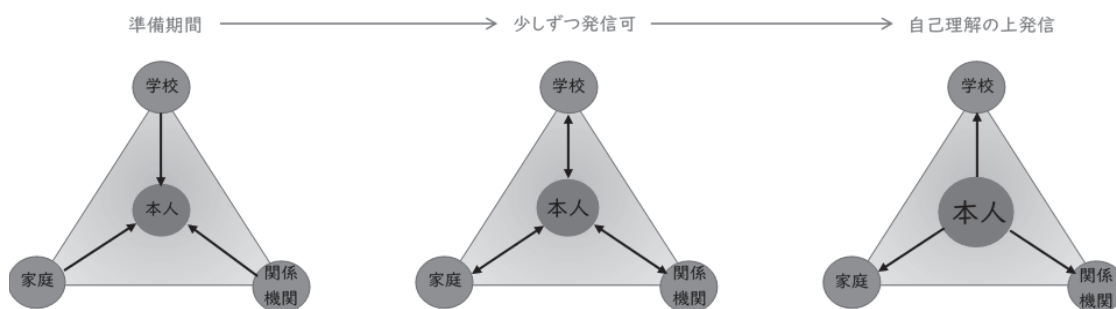 準備期間
少しずつ発信可
自己理解の上発信
学校
本人
家庭
関係
機関
学校
本人
家庭
関係
機関
学校
本人
家庭
関係
機関